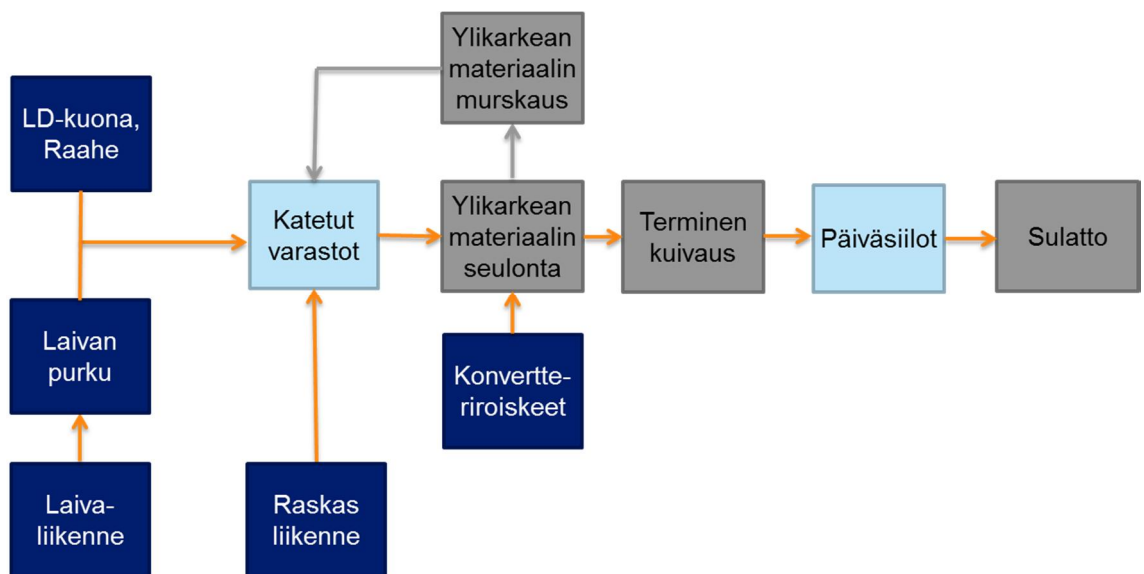 Ylikarkean
materiaalin
murskaus
LD-kuona,
Raahe
Katetut
varastot
Ylikarkean
materiaalin
seulonta
Terminen
kuivaus
Päiväsiilot
Sulatto
Laivan
purku
Konvertte-
riroiskeet
Laiva-
liikenne
Raskas
liikenne